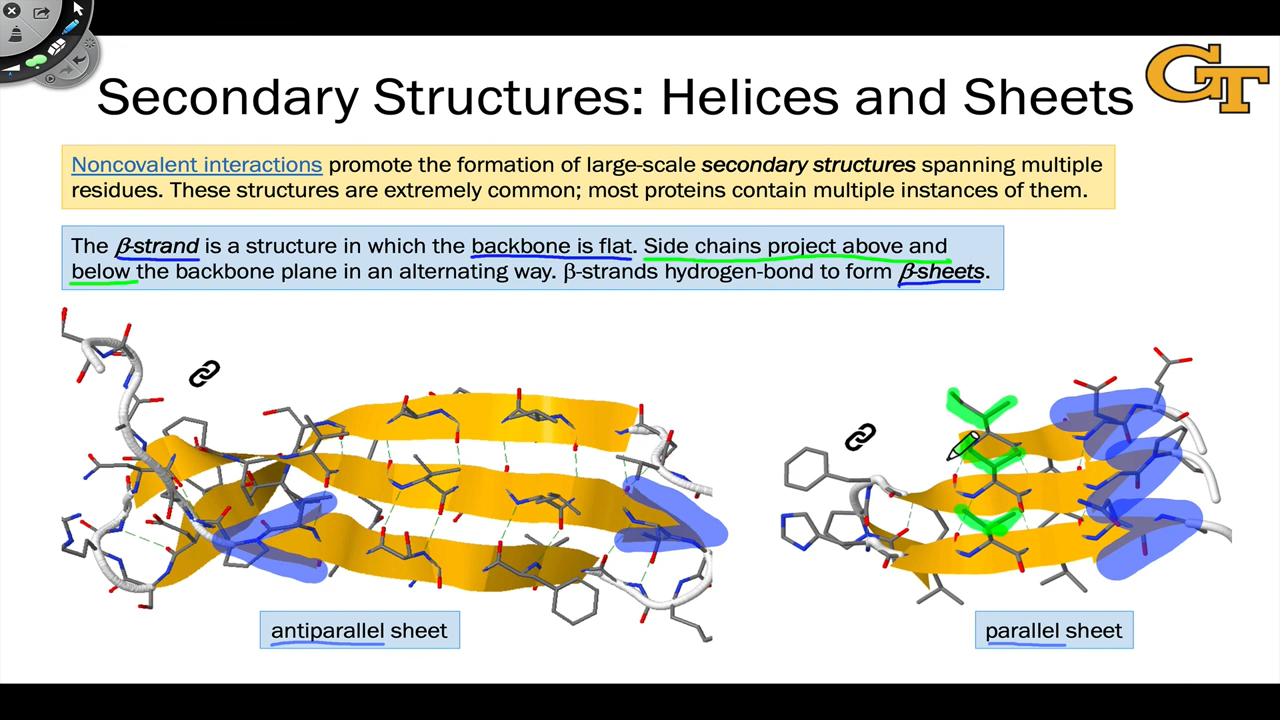 Secondary Structures: Helices and Sheets
GT
Noncovalent interactions promote the formation of large-scale secondary structures spanning multiple
residues. These structures are extremely common; most proteins contain multiple instances of them.
The β-strand is a structure in which the backbone is flat. Side chains project above and
below the backbone plane in an alternating way. β-strands hydrogen-bond to form β-sheets.
antiparallel sheet
parallel sheet